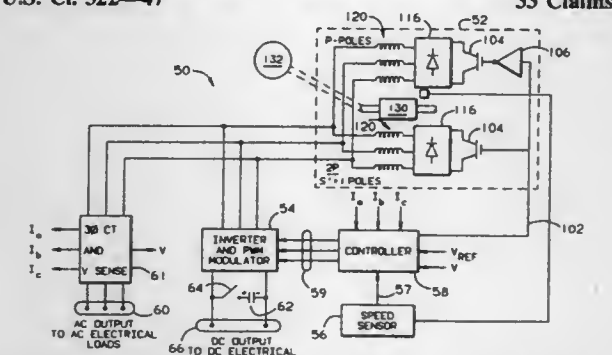 U.S. Cl. 322—47
33 Claims
120
116
52
P-POLES
104
106
50
132
130
120
116
104
2P
POLES
Ia Ib Ic
54
102
Ia
3Ø CT
INVERTER
AND PWM
MODULATOR
CONTROLLER
VREF
V
Ib
AND
V
Ic
V SENSE
61
64
62
59
57
58
60
AC OUTPUT
TO AC ELECTRICAL
LOADS
66
DC OUTPUT
TO DC ELECTRICAL
56
SPEED
SENSOR